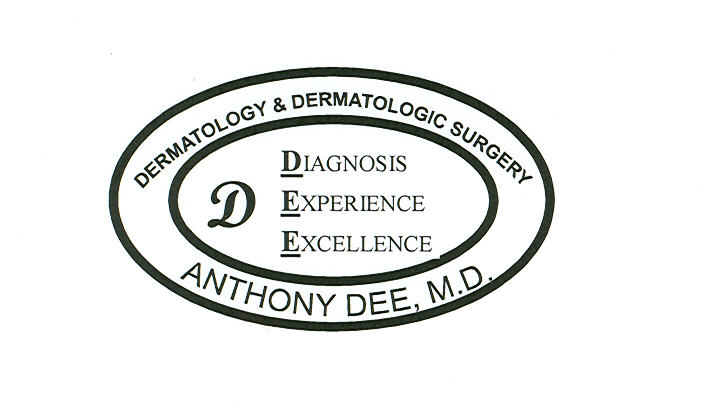 DERMATOLOGY & DERMATOLOGIC SURGERY
D
DIAGNOSIS
EXPERIENCE
EXCELLENCE
ANTHONY DEE, M.D.